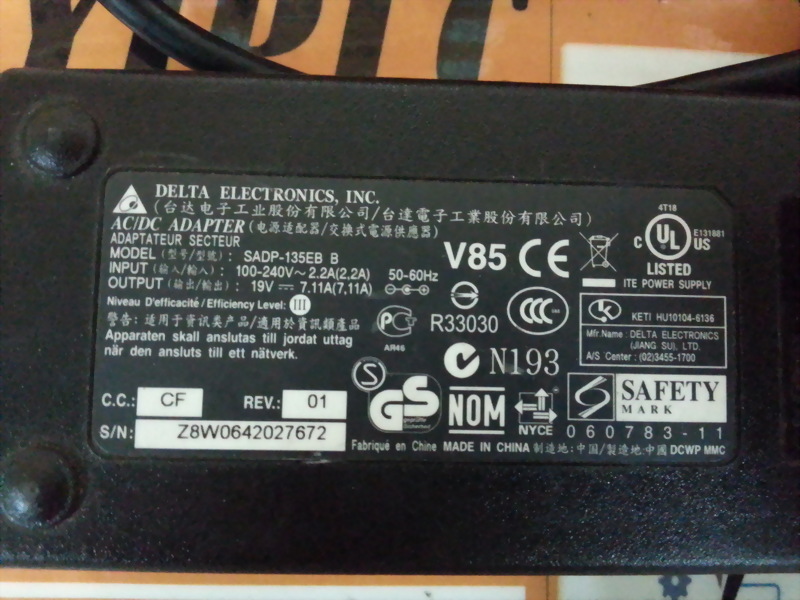 DELTA ELECTRONICS, INC.
(台达电子工业股份有限公司/台達電子工業股份有限公司)
AC/DC ADAPTER (电源适配器/交換式電源供應器)
ADAPTATEUR SECTEUR
MODEL (型号/型號): SADP-135EB B
INPUT (输入/輸入): 100-240V~ 2.2A(2,2A) 50-60Hz
OUTPUT (输出/輸出): 19V 7.11A(7,11A)
Niveau D'efficacité / Efficiency Level: III
警告: 适用于资讯类产品/適用於資訊類產品
Apparaten skall anslutas till jordat uttag
när den ansluts till ett nätverk.
C.C.: CF REV.: 01
S/N: Z8W0642027672
V85 CE
4T18
C UL US
E131881
LISTED
ITE POWER SUPPLY
PG
AR46
R33030
CCC
N193
K KETI HU10104-6136
Mfr.Name: DELTA ELECTRONICS
(JIANG SU). LTD.
A/S Center: (02)3455-1700
S
GS
geprüfte
Sicherheit
NOM
NYCE
SAFETY
MARK
060783-11
Fabriqué en Chine MADE IN CHINA 制造地:中国/製造地:中國 DCWP MMC